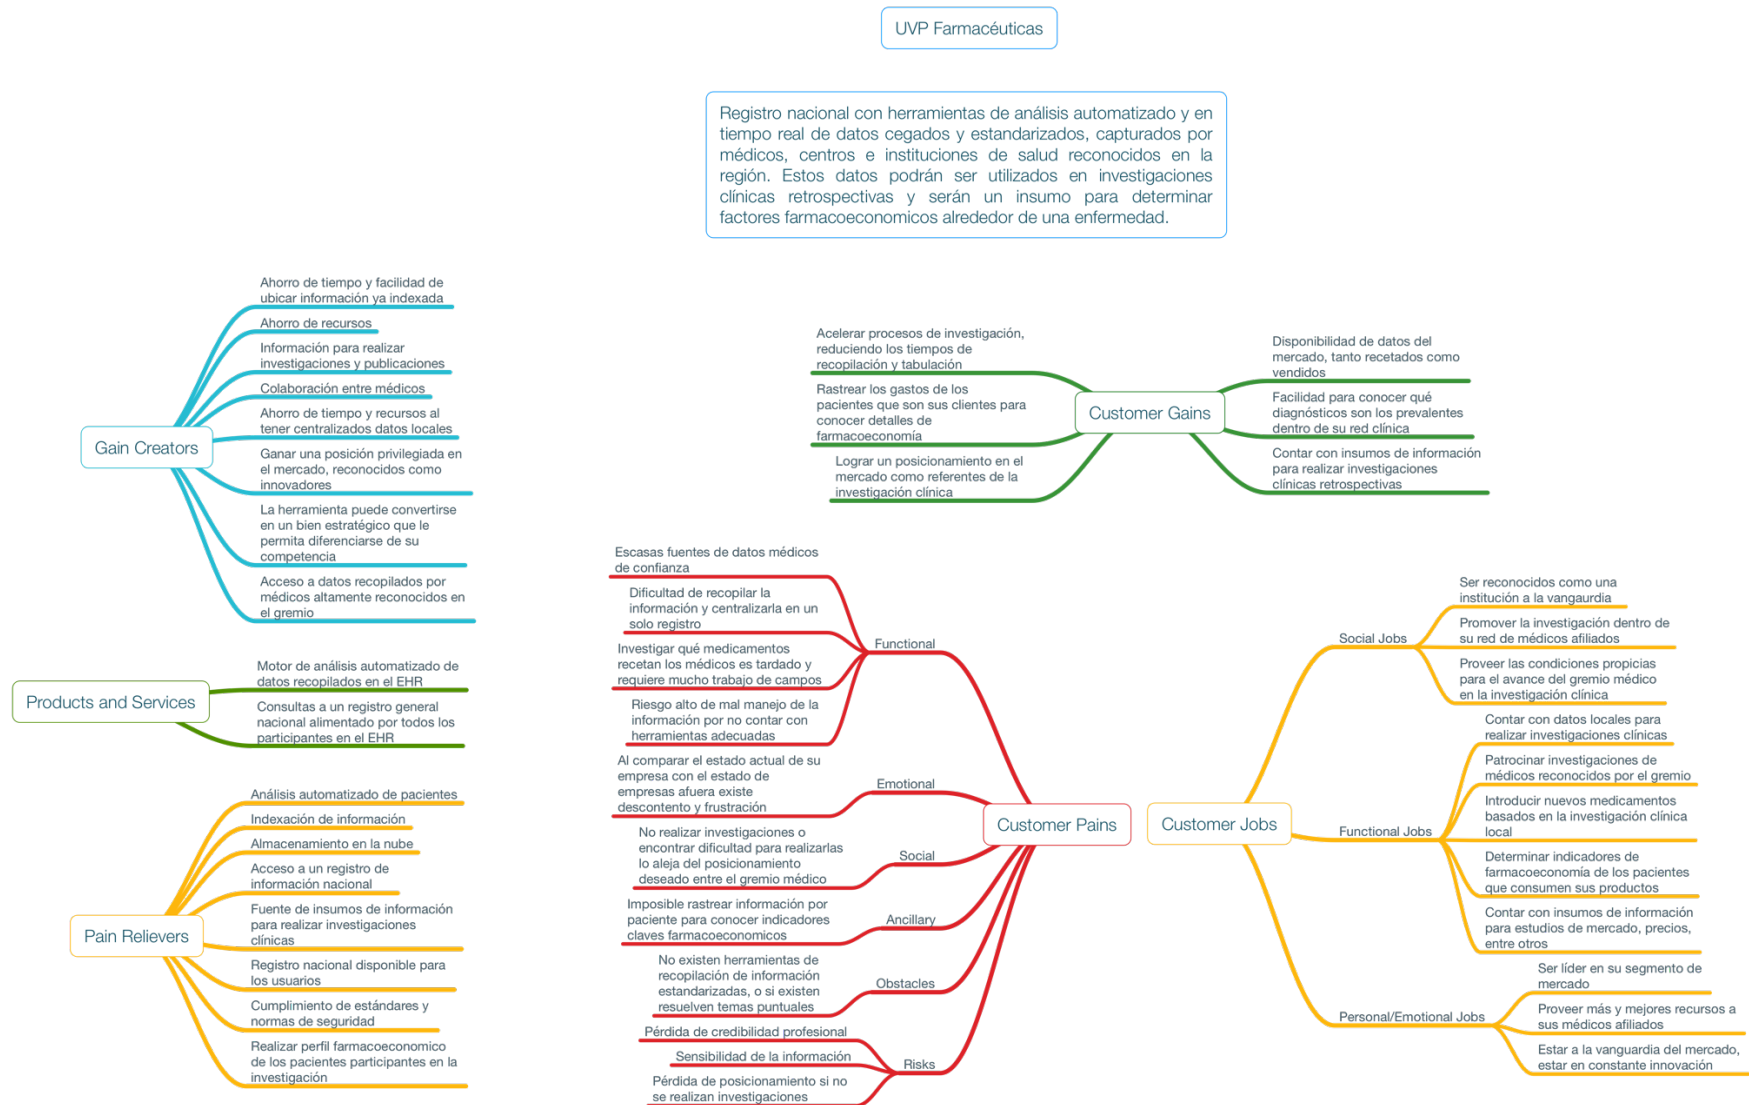 UVP Farmacéuticas
Registro nacional con herramientas de análisis automatizado y en
tiempo real de datos cegados y estandarizados, capturados por
médicos, centros e instituciones de salud reconocidos en la
región. Estos datos podrán ser utilizados en investigaciones
clínicas retrospectivas y serán un insumo para determinar
factores farmacoeconomicos alrededor de una enfermedad.
Gain Creators
Ahorro de tiempo y facilidad de
ubicar información ya indexada
Ahorro de recursos
Información para realizar
investigaciones y publicaciones
Colaboración entre médicos
Ahorro de tiempo y recursos al
tener centralizados datos locales
Ganar una posición privilegiada en
el mercado, reconocidos como
innovadores
La herramienta puede convertirse
en un bien estratégico que le
permita diferenciarse de su
competencia
Acceso a datos recopilados por
médicos altamente reconocidos en
el gremio
Products and Services
Motor de análisis automatizado de
datos recopilados en el EHR
Consultas a un registro general
nacional alimentado por todos los
participantes en el EHR
Pain Relievers
Análisis automatizado de pacientes
Indexación de información
Almacenamiento en la nube
Acceso a un registro de
información nacional
Fuente de insumos de información
para realizar investigaciones
clínicas
Registro nacional disponible para
los usuarios
Cumplimiento de estándares y
normas de seguridad
Realizar perfil farmacoeconomico
de los pacientes participantes en la
investigación
Customer Gains
Acelerar procesos de investigación,
reduciendo los tiempos de
recopilación y tabulación
Rastrear los gastos de los
pacientes que son sus clientes para
conocer detalles de
farmacoeconomía
Lograr un posicionamiento en el
mercado como referentes de la
investigación clínica
Disponibilidad de datos del
mercado, tanto recetados como
vendidos
Facilidad para conocer qué
diagnósticos son los prevalentes
dentro de su red clínica
Contar con insumos de información
para realizar investigaciones
clínicas retrospectivas
Customer Pains
Functional
Escasas fuentes de datos médicos
de confianza
Dificultad de recopilar la
información y centralizarla en un
solo registro
Investigar qué medicamentos
recetan los médicos es tardado y
requiere mucho trabajo de campos
Riesgo alto de mal manejo de la
información por no contar con
herramientas adecuadas
Emotional
Al comparar el estado actual de su
empresa con el estado de
empresas afuera existe
descontento y frustración
Social
No realizar investigaciones o
encontrar dificultad para realizarlas
lo aleja del posicionamiento
deseado entre el gremio médico
Ancillary
Imposible rastrear información por
paciente para conocer indicadores
claves farmacoeconomicos
Obstacles
No existen herramientas de
recopilación de información
estandarizadas, o si existen
resuelven temas puntuales
Risks
Pérdida de credibilidad profesional
Sensibilidad de la información
Pérdida de posicionamiento si no
se realizan investigaciones
Customer Jobs
Social Jobs
Ser reconocidos como una
institución a la vangaurdia
Promover la investigación dentro de
su red de médicos afiliados
Proveer las condiciones propicias
para el avance del gremio médico
en la investigación clínica
Functional Jobs
Contar con datos locales para
realizar investigaciones clínicas
Patrocinar investigaciones de
médicos reconocidos por el gremio
Introducir nuevos medicamentos
basados en la investigación clínica
local
Determinar indicadores de
farmacoeconomía de los pacientes
que consumen sus productos
Contar con insumos de información
para estudios de mercado, precios,
entre otros
Personal/Emotional Jobs
Ser líder en su segmento de
mercado
Proveer más y mejores recursos a
sus médicos afiliados
Estar a la vanguardia del mercado,
estar en constante innovación